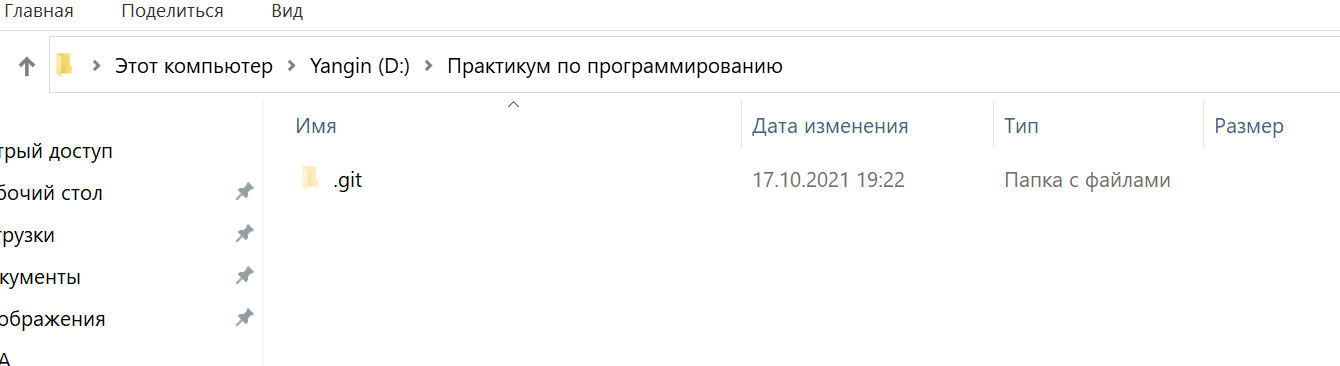 Главная Поделиться Вид
Этот компьютер Yangin (D:) Практикум по программированию
Имя Дата изменения Тип Размер
трый доступ
.git 17.10.2021 19:22 Папка с файлами
бочий стол
грузки
кументы
ображения